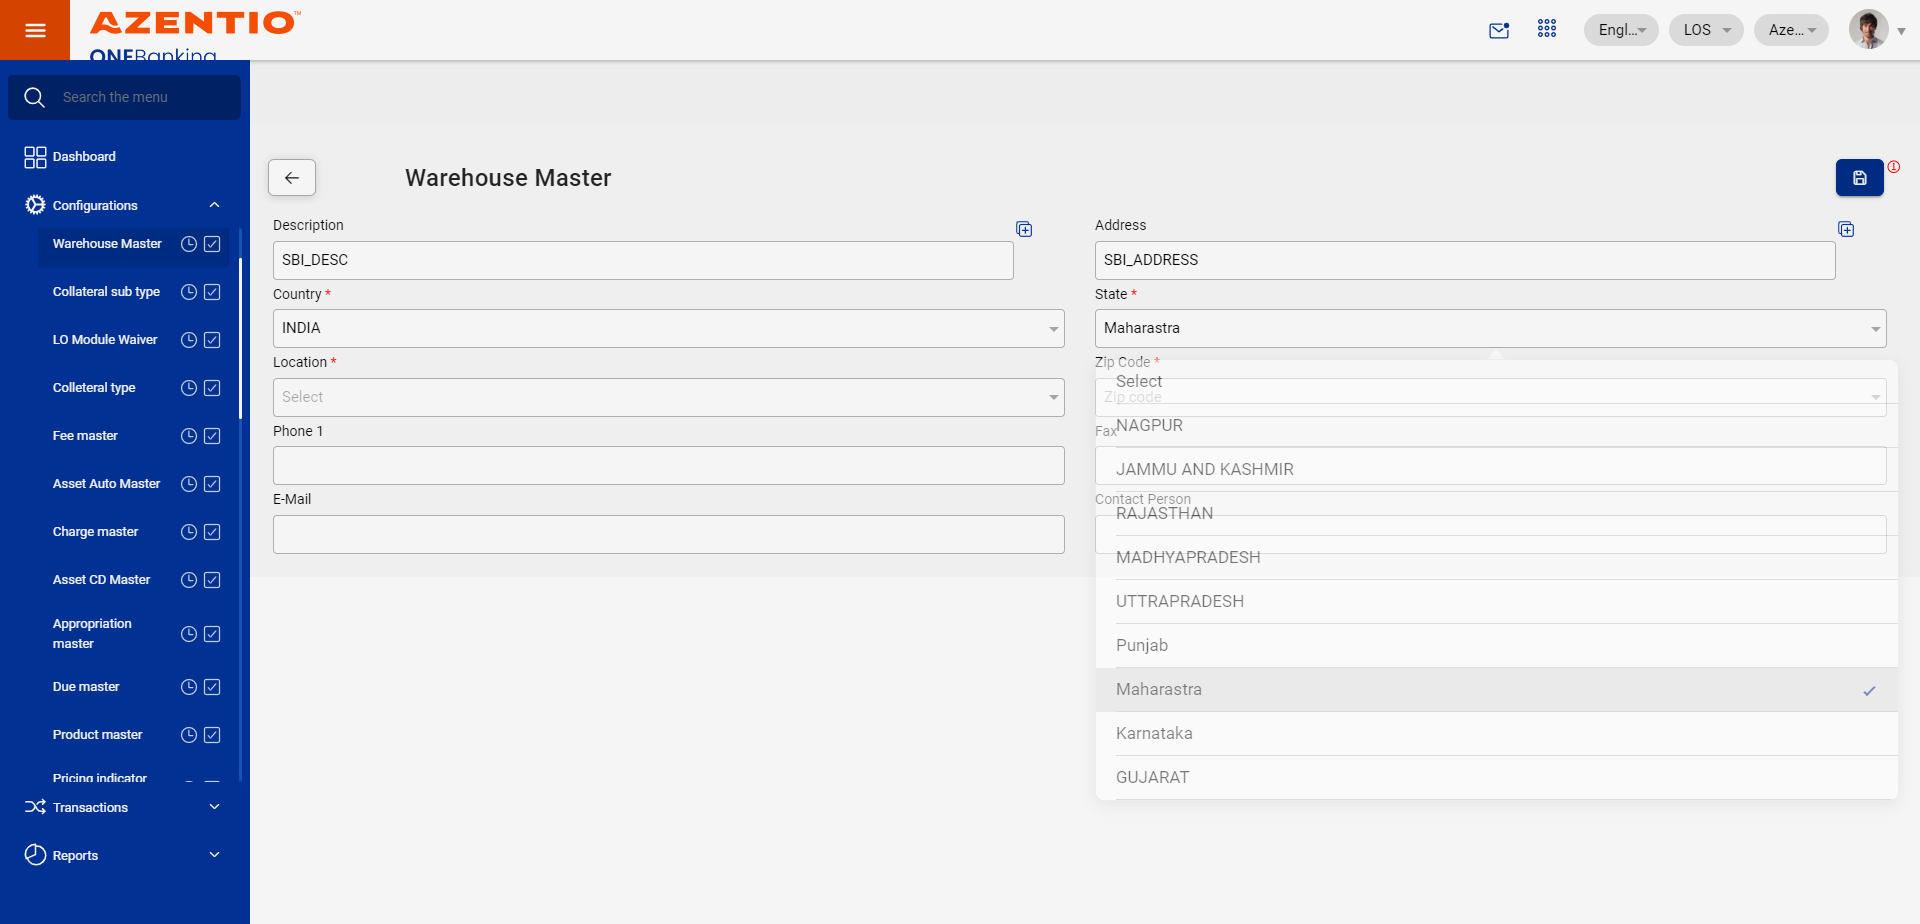 AZENTIO™
ONEBanking
Engl...
LOS
Aze...
Search the menu
Dashboard
Configurations
Warehouse Master
Collateral sub type
LO Module Waiver
Colleteral type
Fee master
Asset Auto Master
Charge master
Asset CD Master
Appropriation
master
Due master
Product master
Pricing indicator
Transactions
Reports
Warehouse Master
Description
SBI_DESC
Address
SBI_ADDRESS
Country *
INDIA
State *
Maharastra
Location *
Select
Zip Code *
Zip code
Phone 1
Fax
E-Mail
Contact Person
Select
NAGPUR
JAMMU AND KASHMIR
RAJASTHAN
MADHYAPRADESH
UTTRAPRADESH
Punjab
Maharastra
Karnataka
GUJARAT